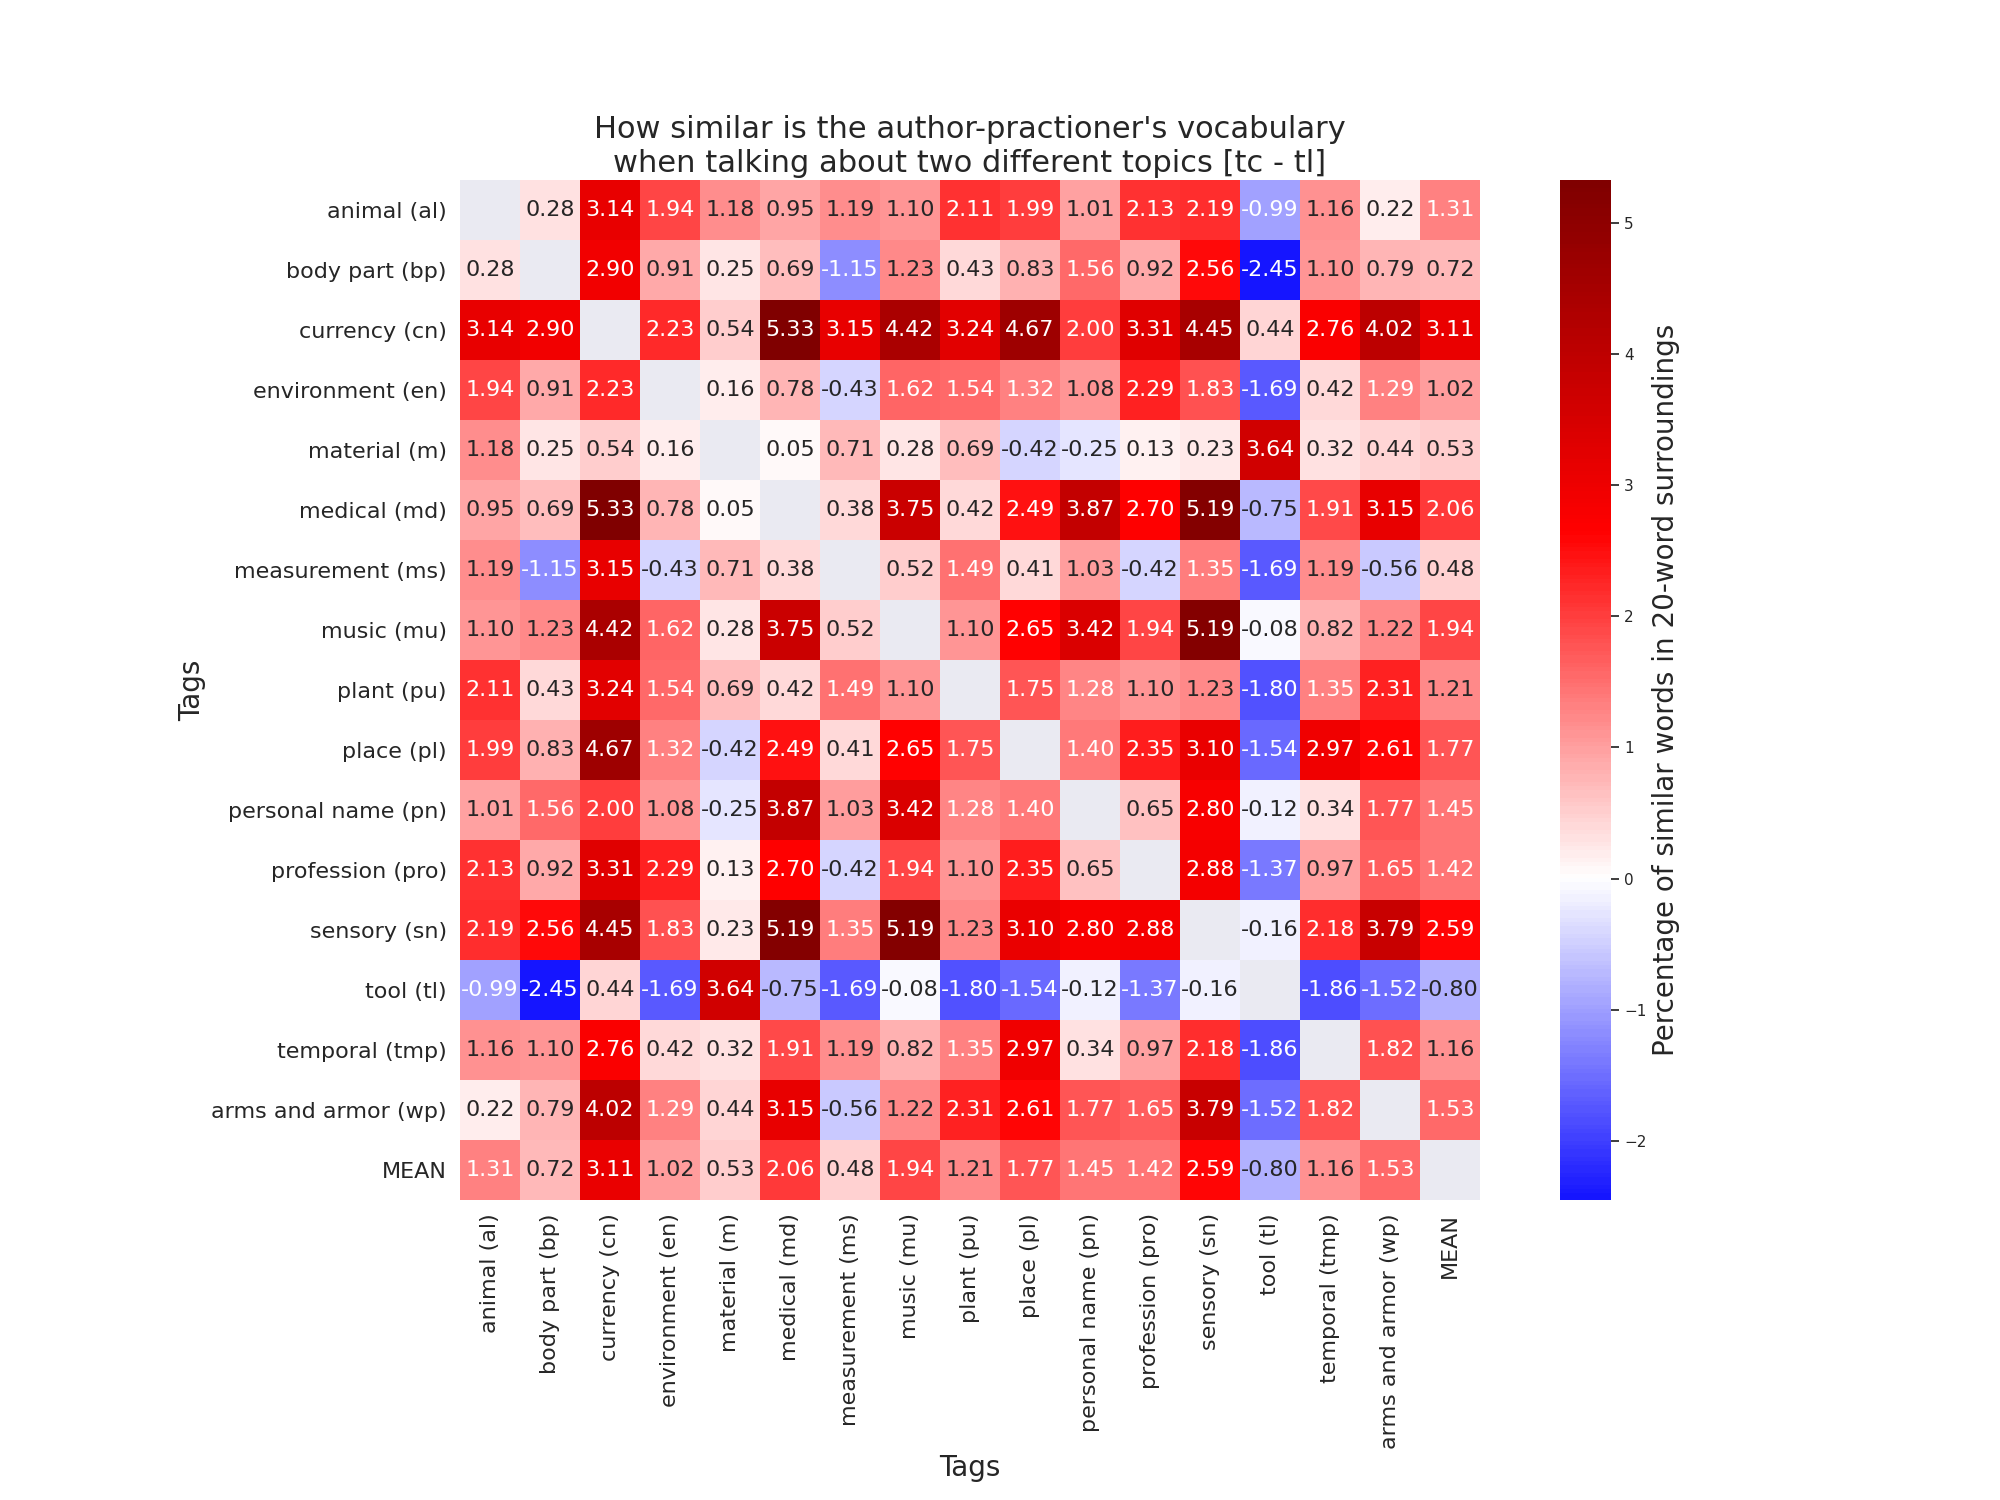 How similar is the author-practioner's vocabulary
when talking about two different topics [tc - tl]
animal (al) 0.28 3.14 1.94 1.18 0.95 1.19 1.10 2.11 1.99 1.01 2.13 2.19 -0.99 1.16 0.22 1.31
body part (bp) 0.28 2.90 0.91 0.25 0.69 -1.15 1.23 0.43 0.83 1.56 0.92 2.56 -2.45 1.10 0.79 0.72
currency (cn) 3.14 2.90 2.23 0.54 5.33 3.15 4.42 3.24 4.67 2.00 3.31 4.45 0.44 2.76 4.02 3.11
environment (en) 1.94 0.91 2.23 0.16 0.78 -0.43 1.62 1.54 1.32 1.08 2.29 1.83 -1.69 0.42 1.29 1.02
material (m) 1.18 0.25 0.54 0.16 0.05 0.71 0.28 0.69 -0.42 -0.25 0.13 0.23 3.64 0.32 0.44 0.53
medical (md) 0.95 0.69 5.33 0.78 0.05 0.38 3.75 0.42 2.49 3.87 2.70 5.19 -0.75 1.91 3.15 2.06
measurement (ms) 1.19 -1.15 3.15 -0.43 0.71 0.38 0.52 1.49 0.41 1.03 -0.42 1.35 -1.69 1.19 -0.56 0.48
music (mu) 1.10 1.23 4.42 1.62 0.28 3.75 0.52 1.10 2.65 3.42 1.94 5.19 -0.08 0.82 1.22 1.94
plant (pu) 2.11 0.43 3.24 1.54 0.69 0.42 1.49 1.10 1.75 1.28 1.10 1.23 -1.80 1.35 2.31 1.21
place (pl) 1.99 0.83 4.67 1.32 -0.42 2.49 0.41 2.65 1.75 1.40 2.35 3.10 -1.54 2.97 2.61 1.77
personal name (pn) 1.01 1.56 2.00 1.08 -0.25 3.87 1.03 3.42 1.28 1.40 0.65 2.80 -0.12 0.34 1.77 1.45
profession (pro) 2.13 0.92 3.31 2.29 0.13 2.70 -0.42 1.94 1.10 2.35 0.65 2.88 -1.37 0.97 1.65 1.42
sensory (sn) 2.19 2.56 4.45 1.83 0.23 5.19 1.35 5.19 1.23 3.10 2.80 2.88 -0.16 2.18 3.79 2.59
tool (tl) -0.99 -2.45 0.44 -1.69 3.64 -0.75 -1.69 -0.08 -1.80 -1.54 -0.12 -1.37 -0.16 -1.86 -1.52 -0.80
temporal (tmp) 1.16 1.10 2.76 0.42 0.32 1.91 1.19 0.82 1.35 2.97 0.34 0.97 2.18 -1.86 1.82 1.16
arms and armor (wp) 0.22 0.79 4.02 1.29 0.44 3.15 -0.56 1.22 2.31 2.61 1.77 1.65 3.79 -1.52 1.82 1.53
MEAN 1.31 0.72 3.11 1.02 0.53 2.06 0.48 1.94 1.21 1.77 1.45 1.42 2.59 -0.80 1.16 1.53
Tags
animal (al)
body part (bp)
currency (cn)
environment (en)
material (m)
medical (md)
measurement (ms)
music (mu)
plant (pu)
place (pl)
personal name (pn)
profession (pro)
sensory (sn)
tool (tl)
temporal (tmp)
arms and armor (wp)
MEAN
Tags
5
4
3
2
1
0
−1
−2
Percentage of similar words in 20-word surroundings